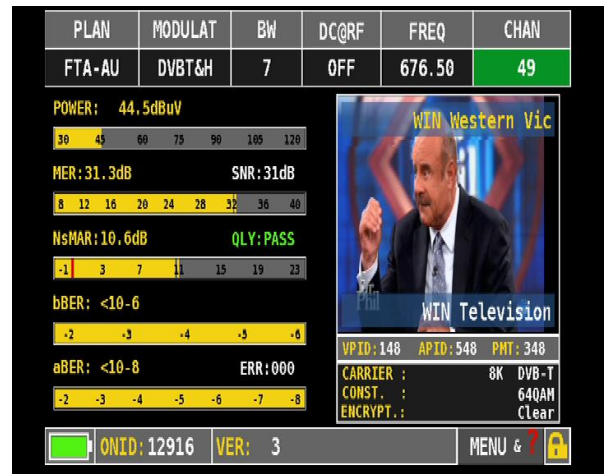 PLAN MODULAT BW DC@RF FREQ CHAN
FTA-AU DVBT&H 7 OFF 676.50 49
POWER: 44.5dBuV
30 45 60 75 90 105 120
MER:31.3dB SNR:31dB
8 12 16 20 24 28 32 36 40
NsMAR:10.6dB QLY:PASS
-1 3 7 11 15 19 23
bBER: <10-6
-2 -3 -4 -5 -6
aBER: <10-8 ERR:000
-2 -3 -4 -5 -6 -7 -8
WIN Western Vic
Dr. Phil
WIN Television
VPID:148 APID:548 PMT:348
CARRIER : 8K DVB-T
CONST. : 64QAM
ENCRYPT.: Clear
ONID:12916 VER: 3 MENU & ?